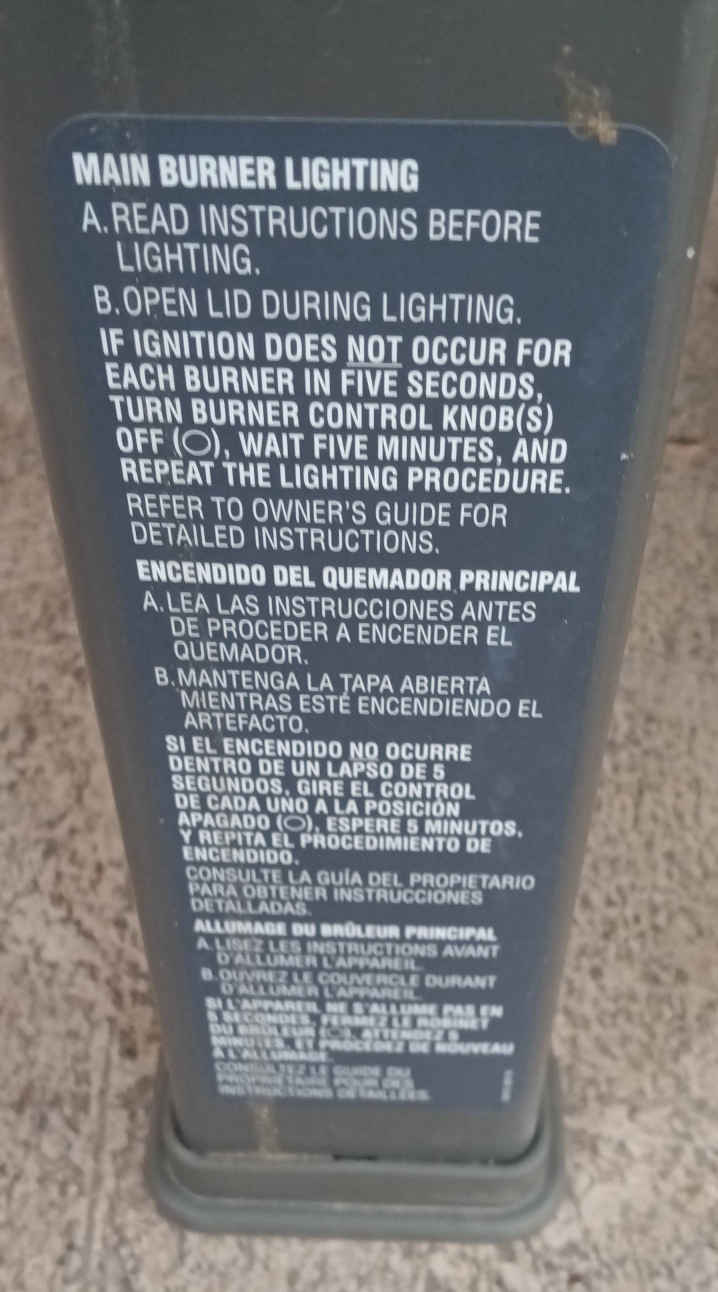 MAIN BURNER LIGHTING
A. READ INSTRUCTIONS BEFORE
LIGHTING.
B. OPEN LID DURING LIGHTING.
IF IGNITION DOES NOT OCCUR FOR
EACH BURNER IN FIVE SECONDS,
TURN BURNER CONTROL KNOB(S)
OFF (O), WAIT FIVE MINUTES, AND
REPEAT THE LIGHTING PROCEDURE.
REFER TO OWNER'S GUIDE FOR
DETAILED INSTRUCTIONS.
ENCENDIDO DEL QUEMADOR PRINCIPAL
A. LEA LAS INSTRUCCIONES ANTES
DE PROCEDER A ENCENDER EL
QUEMADOR.
B. MANTENGA LA TAPA ABIERTA
MIENTRAS ESTÉ ENCENDIENDO EL
ARTEFACTO.
SI EL ENCENDIDO NO OCURRE
DENTRO DE UN LAPSO DE 5
SEGUNDOS, GIRE EL CONTROL
DE CADA UNO A LA POSICIÓN
APAGADO (O), ESPERE 5 MINUTOS,
Y REPITA EL PROCEDIMIENTO DE
ENCENDIDO.
CONSULTE LA GUÍA DEL PROPIETARIO
PARA OBTENER INSTRUCCIONES
DETALLADAS.
ALLUMAGE DU BRÛLEUR PRINCIPAL
A. LISEZ LES INSTRUCTIONS AVANT
D'ALLUMER L'APPAREIL.
B. OUVREZ LE COUVERCLE DURANT
D'ALLUMER L'APPAREIL.
SI L'APPAREIL NE S'ALLUME PAS EN
5 SECONDES, FERMEZ LE ROBINET
DU BRÛLEUR (O), ATTENDEZ 5
MINUTES, ET PROCÉDEZ DE NOUVEAU
À L'ALLUMAGE.
CONSULTEZ LE GUIDE DU
PROPRIÉTAIRE POUR DES
INSTRUCTIONS DÉTAILLÉES.